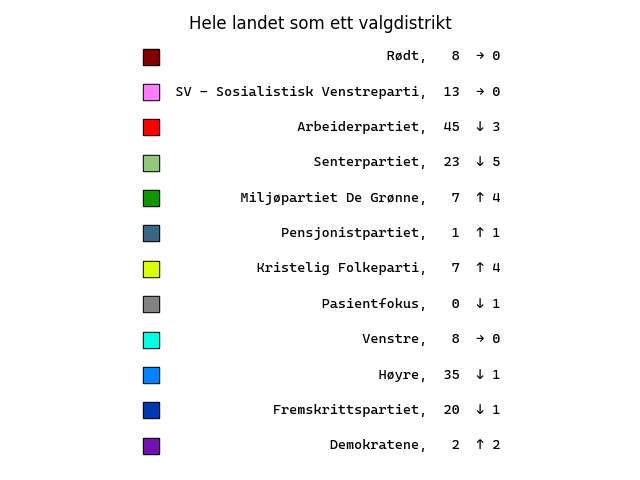 Hele landet som ett valgdistrikt
Rødt, 8 → 0
SV – Sosialistisk Venstreparti, 13 → 0
Arbeiderpartiet, 45 ↓ 3
Senterpartiet, 23 ↓ 5
Miljøpartiet De Grønne, 7 ↑ 4
Pensjonistpartiet, 1 ↑ 1
Kristelig Folkeparti, 7 ↑ 4
Pasientfokus, 0 ↓ 1
Venstre, 8 → 0
Høyre, 35 ↓ 1
Fremskrittspartiet, 20 ↓ 1
Demokratene, 2 ↑ 2